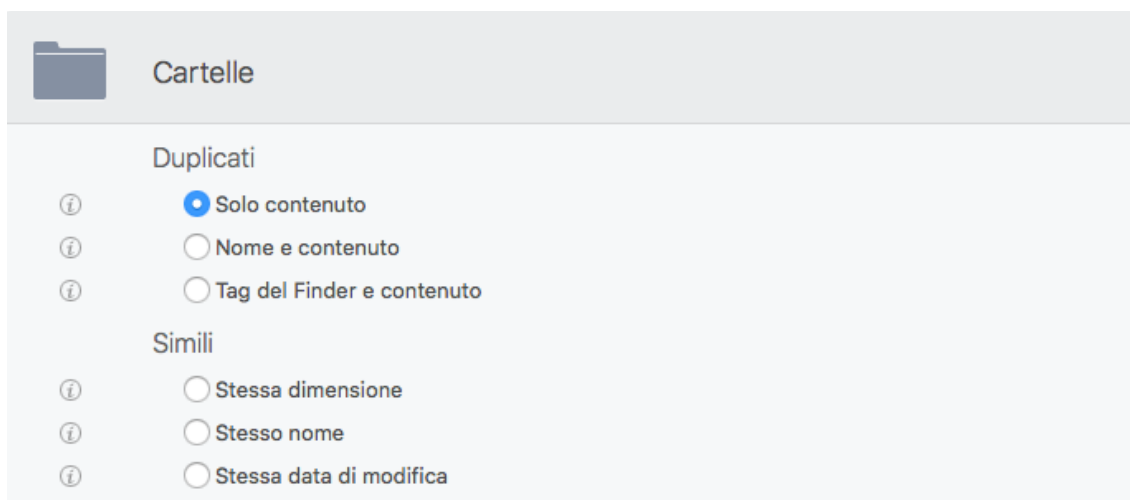 Cartelle
Duplicati
Solo contenuto
Nome e contenuto
Tag del Finder e contenuto
Simili
Stessa dimensione
Stesso nome
Stessa data di modifica